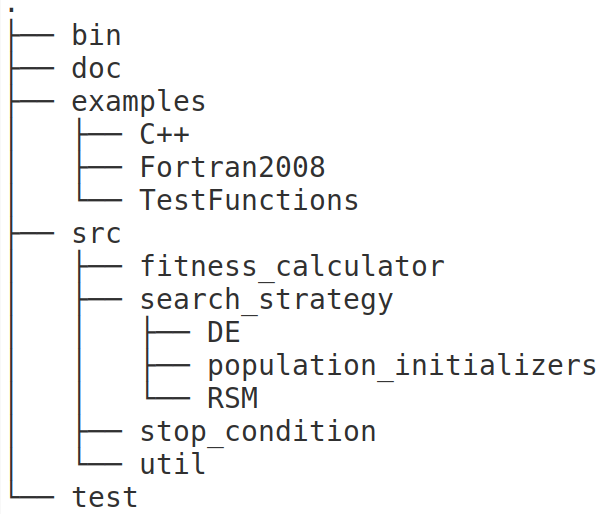 .
├── bin
├── doc
├── examples
│   ├── C++
│   ├── Fortran2008
│   └── TestFunctions
├── src
│   ├── fitness_calculator
│   ├── search_strategy
│   │   ├── DE
│   │   ├── population_initializers
│   │   └── RSM
│   ├── stop_condition
│   └── util
└── test